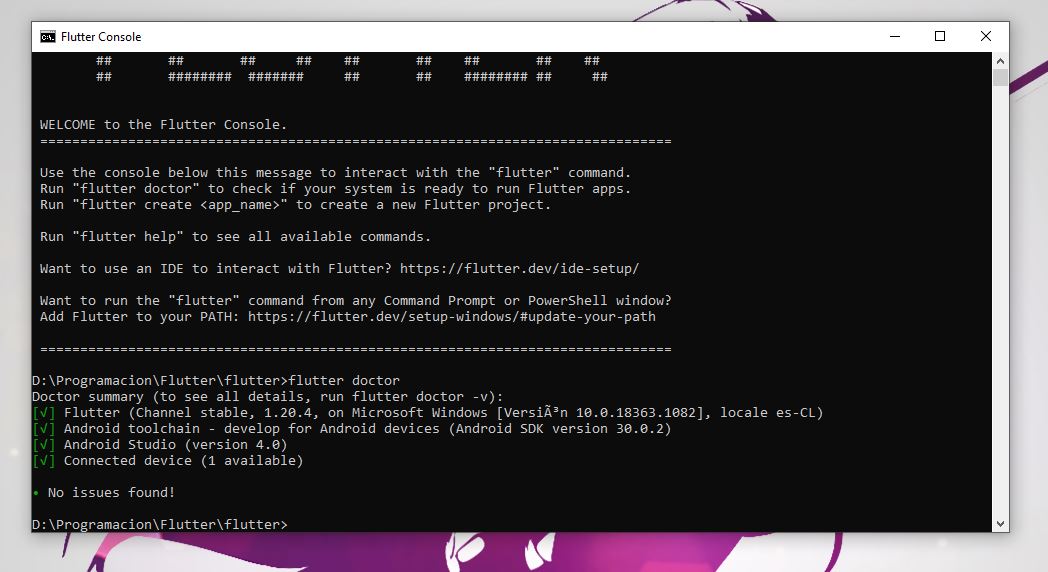 Flutter Console
## ## ## ## ## ## ## ## ##
## ######## ####### ## ## ######## ## ##
WELCOME to the Flutter Console.
===============================================================================
Use the console below this message to interact with the "flutter" command.
Run "flutter doctor" to check if your system is ready to run Flutter apps.
Run "flutter create <app_name>" to create a new Flutter project.
Run "flutter help" to see all available commands.
Want to use an IDE to interact with Flutter? https://flutter.dev/ide-setup/
Want to run the "flutter" command from any Command Prompt or PowerShell window?
Add Flutter to your PATH: https://flutter.dev/setup-windows/#update-your-path
===============================================================================
D:\Programacion\Flutter\flutter>flutter doctor
Doctor summary (to see all details, run flutter doctor -v):
[√] Flutter (Channel stable, 1.20.4, on Microsoft Windows [VersiÃ³n 10.0.18363.1082], locale es-CL)
[√] Android toolchain - develop for Android devices (Android SDK version 30.0.2)
[√] Android Studio (version 4.0)
[√] Connected device (1 available)
• No issues found!
D:\Programacion\Flutter\flutter>